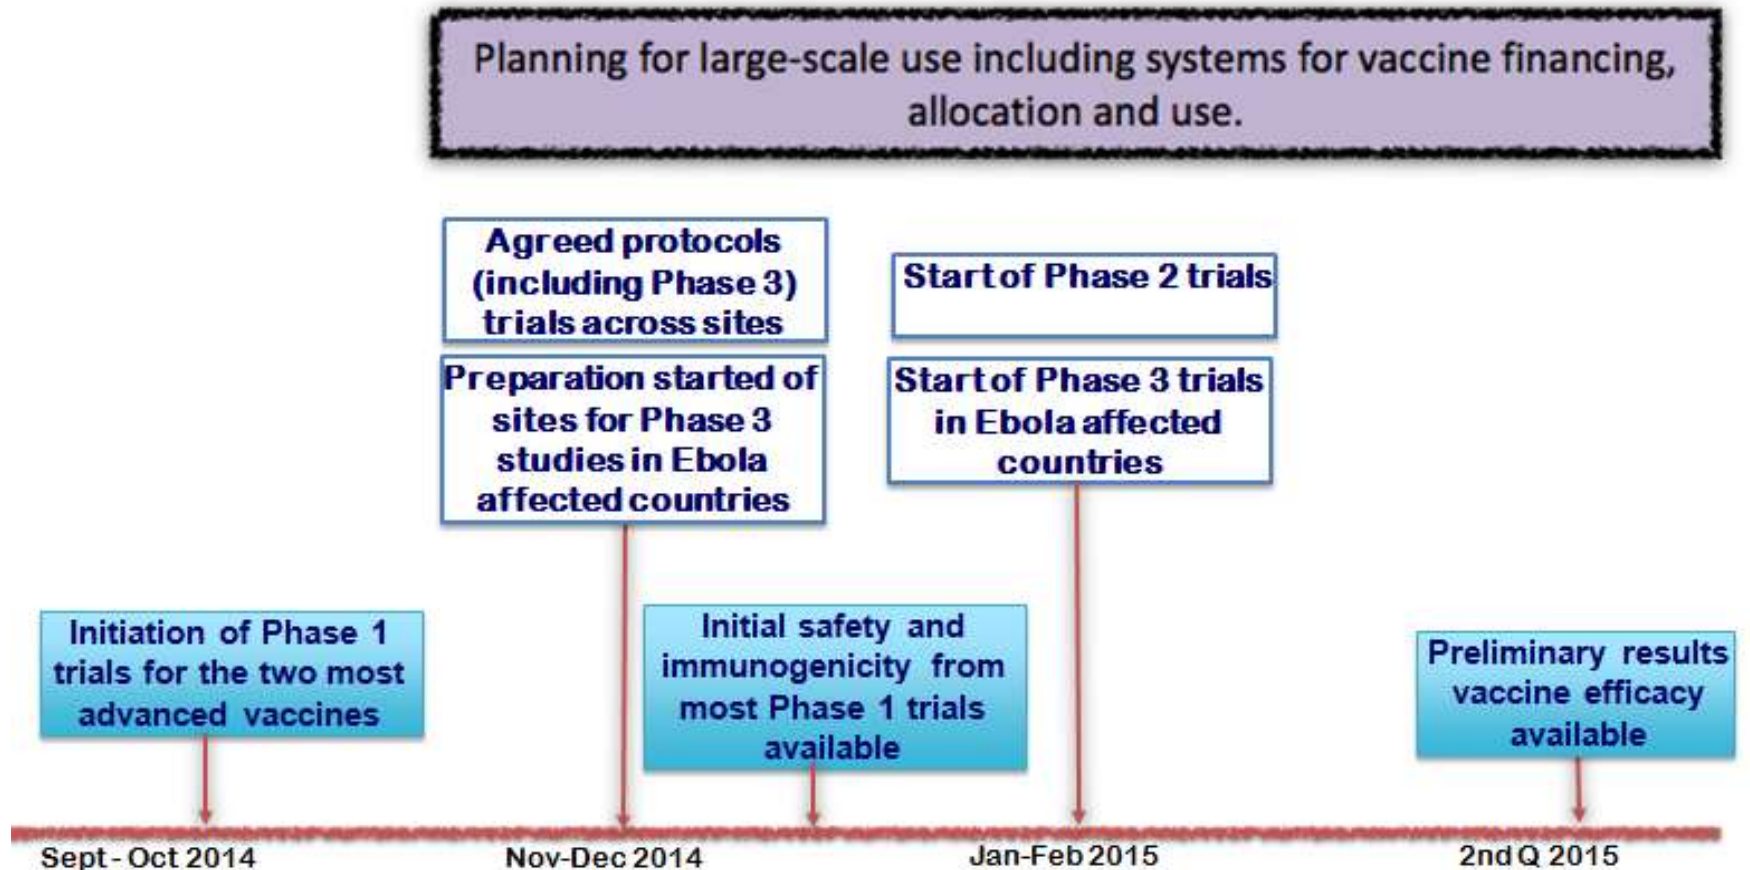 Planning for large-scale use including systems for vaccine financing,
allocation and use.
Agreed protocols
(including Phase 3)
trials across sites
Start of Phase 2 trials
Preparation started of
sites for Phase 3
studies in Ebola
affected countries
Start of Phase 3 trials
in Ebola affected
countries
Initiation of Phase 1
trials for the two most
advanced vaccines
Initial safety and
immunogenicity from
most Phase 1 trials
available
Preliminary results
vaccine efficacy
available
Sept - Oct 2014
Nov-Dec 2014
Jan-Feb 2015
2nd Q 2015